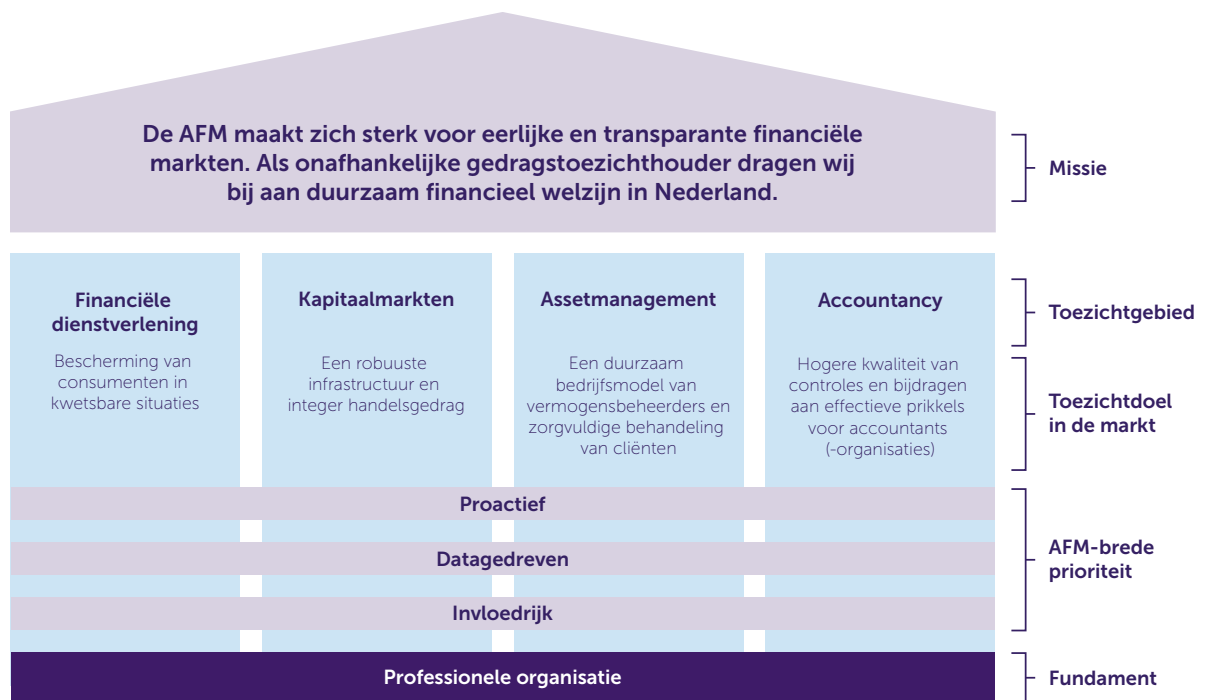 De AFM maakt zich sterk voor eerlijke en transparante financiële
markten. Als onafhankelijke gedragstoezichthouder dragen wij
bij aan duurzaam financieel welzijn in Nederland.
Missie
Financiële
dienstverlening
Bescherming van
consumenten in
kwetsbare situaties
Kapitaalmarkten
Een robuuste
infrastructuur en
integer handelsgedrag
Assetmanagement
Een duurzaam
bedrijfsmodel van
vermogensbeheerders en
zorgvuldige behandeling
van cliënten
Accountancy
Hogere kwaliteit van
controles en bijdragen
aan effectieve prikkels
voor accountants
(-organisaties)
Toezichtgebied
Toezichtdoel
in de markt
Proactief
Datagedreven
Invloedrijk
AFM-brede
prioriteit
Professionele organisatie
Fundament